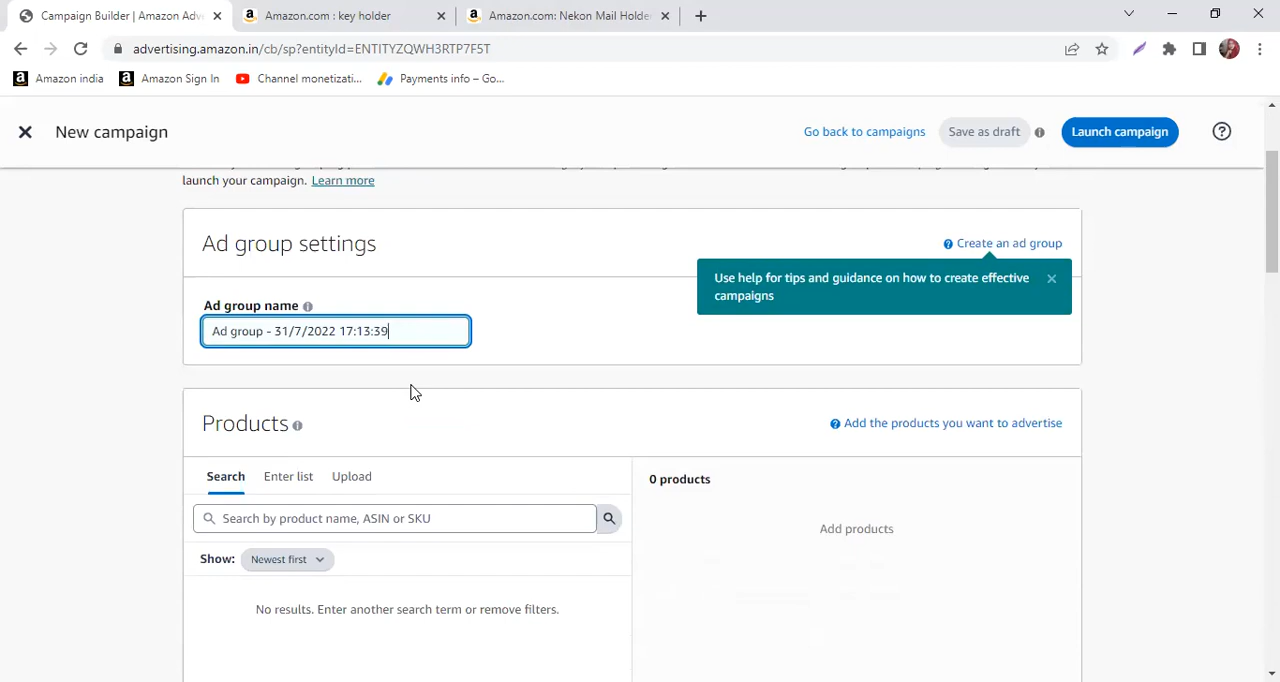 Campaign Builder | Amazon Adve
Amazon.com : key holder
Amazon.com: Nekon Mail Holder
advertising.amazon.in/cb/sp?entityId=ENTITYZQWH3RTP7F5T
Amazon india
Amazon Sign In
Channel monetizati...
Payments info – Go...
New campaign
Go back to campaigns
Save as draft
Launch campaign
launch your campaign. Learn more
Ad group settings
Create an ad group
Use help for tips and guidance on how to create effective
campaigns
Ad group name
Ad group - 31/7/2022 17:13:39
Products
Add the products you want to advertise
Search
Enter list
Upload
0 products
Search by product name, ASIN or SKU
Add products
Show:
Newest first
No results. Enter another search term or remove filters.